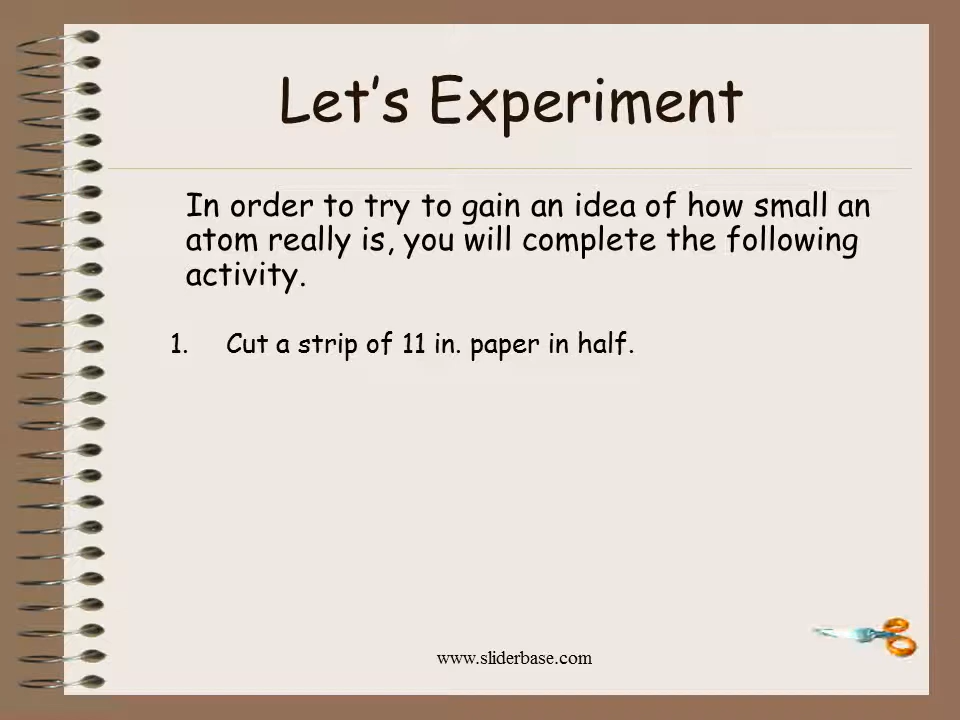 Let’s Experiment
In order to try to gain an idea of how small an
atom really is, you will complete the following
activity.
1. Cut a strip of 11 in. paper in half.
www.sliderbase.com